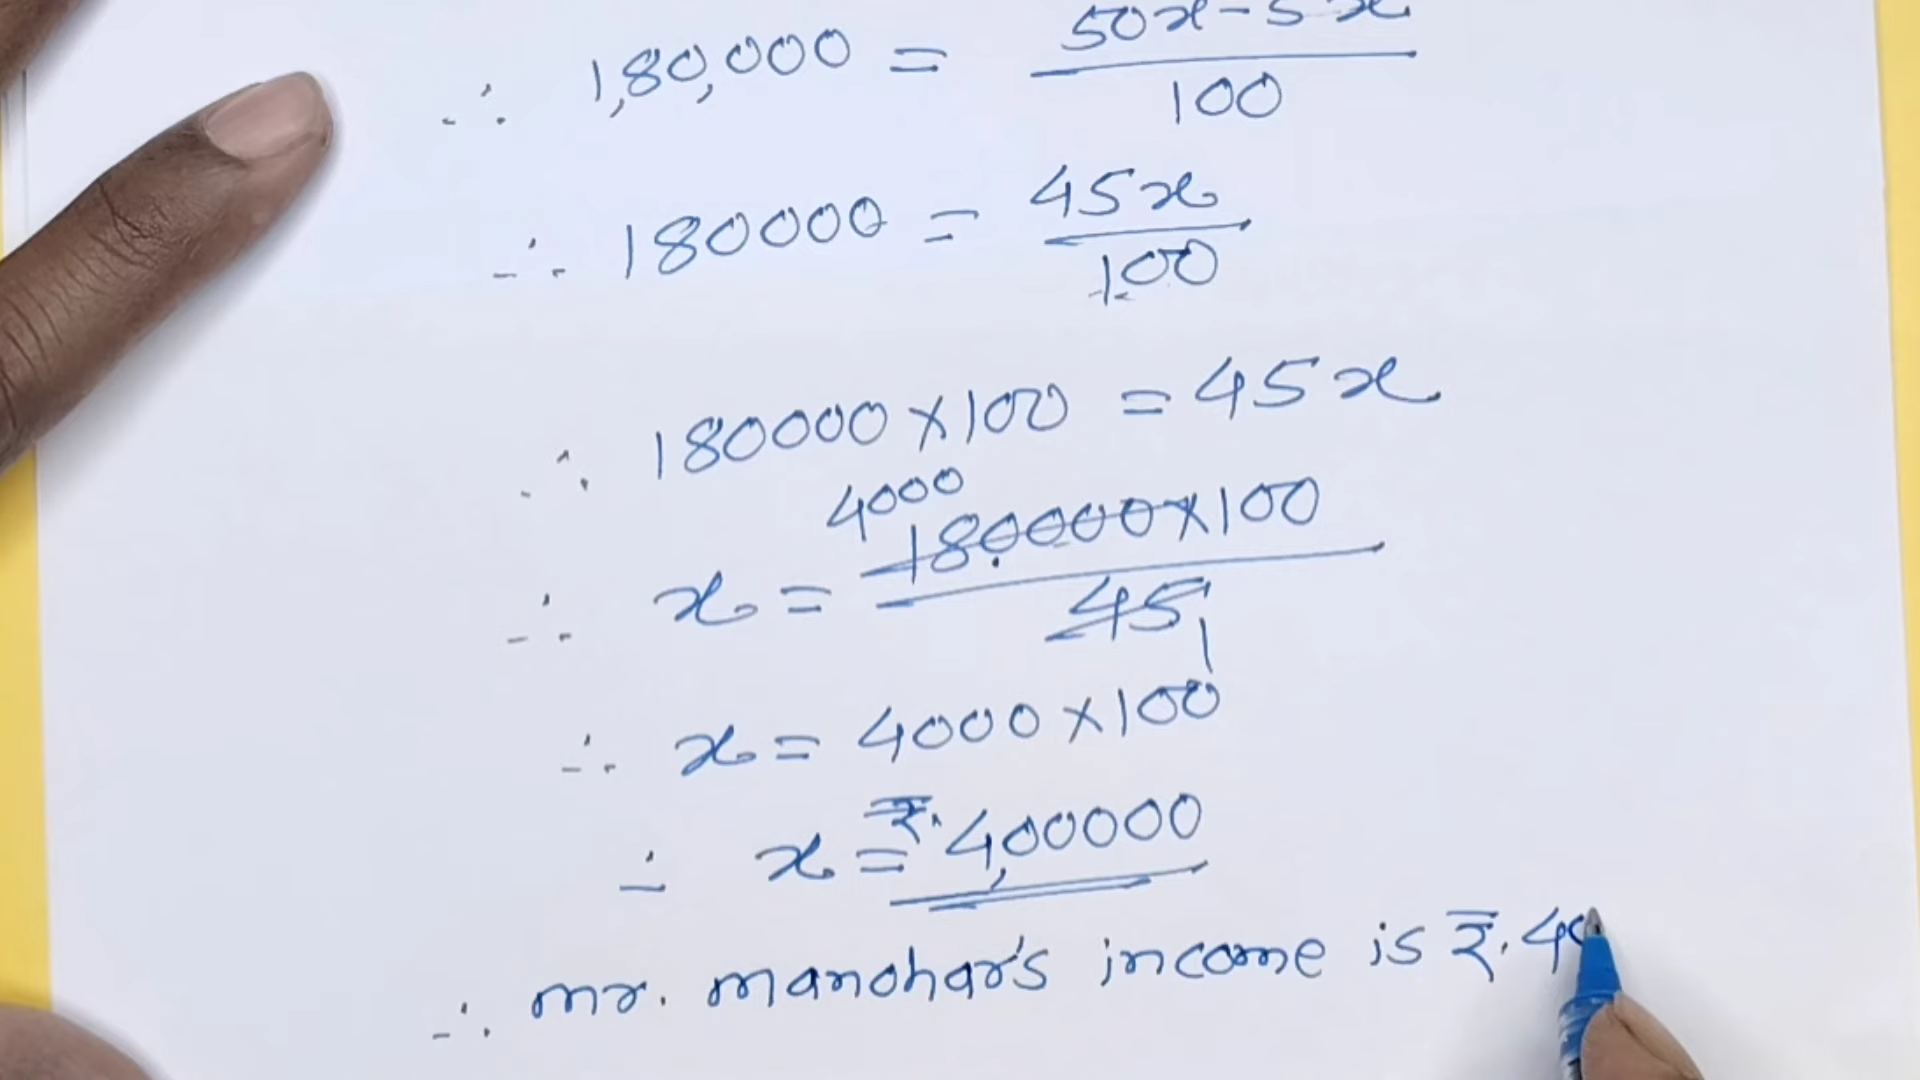 ∴ 1,80,000 = 50x - 5x / 100
∴ 180000 = 45x / 100
∴ 180000 × 100 = 45x
4000
∴ x = 180000 × 100 / 45
1
∴ x = 4000 × 100
∴ x = ₹. 4,00000
∴ mr. manohar's income is ₹. 40